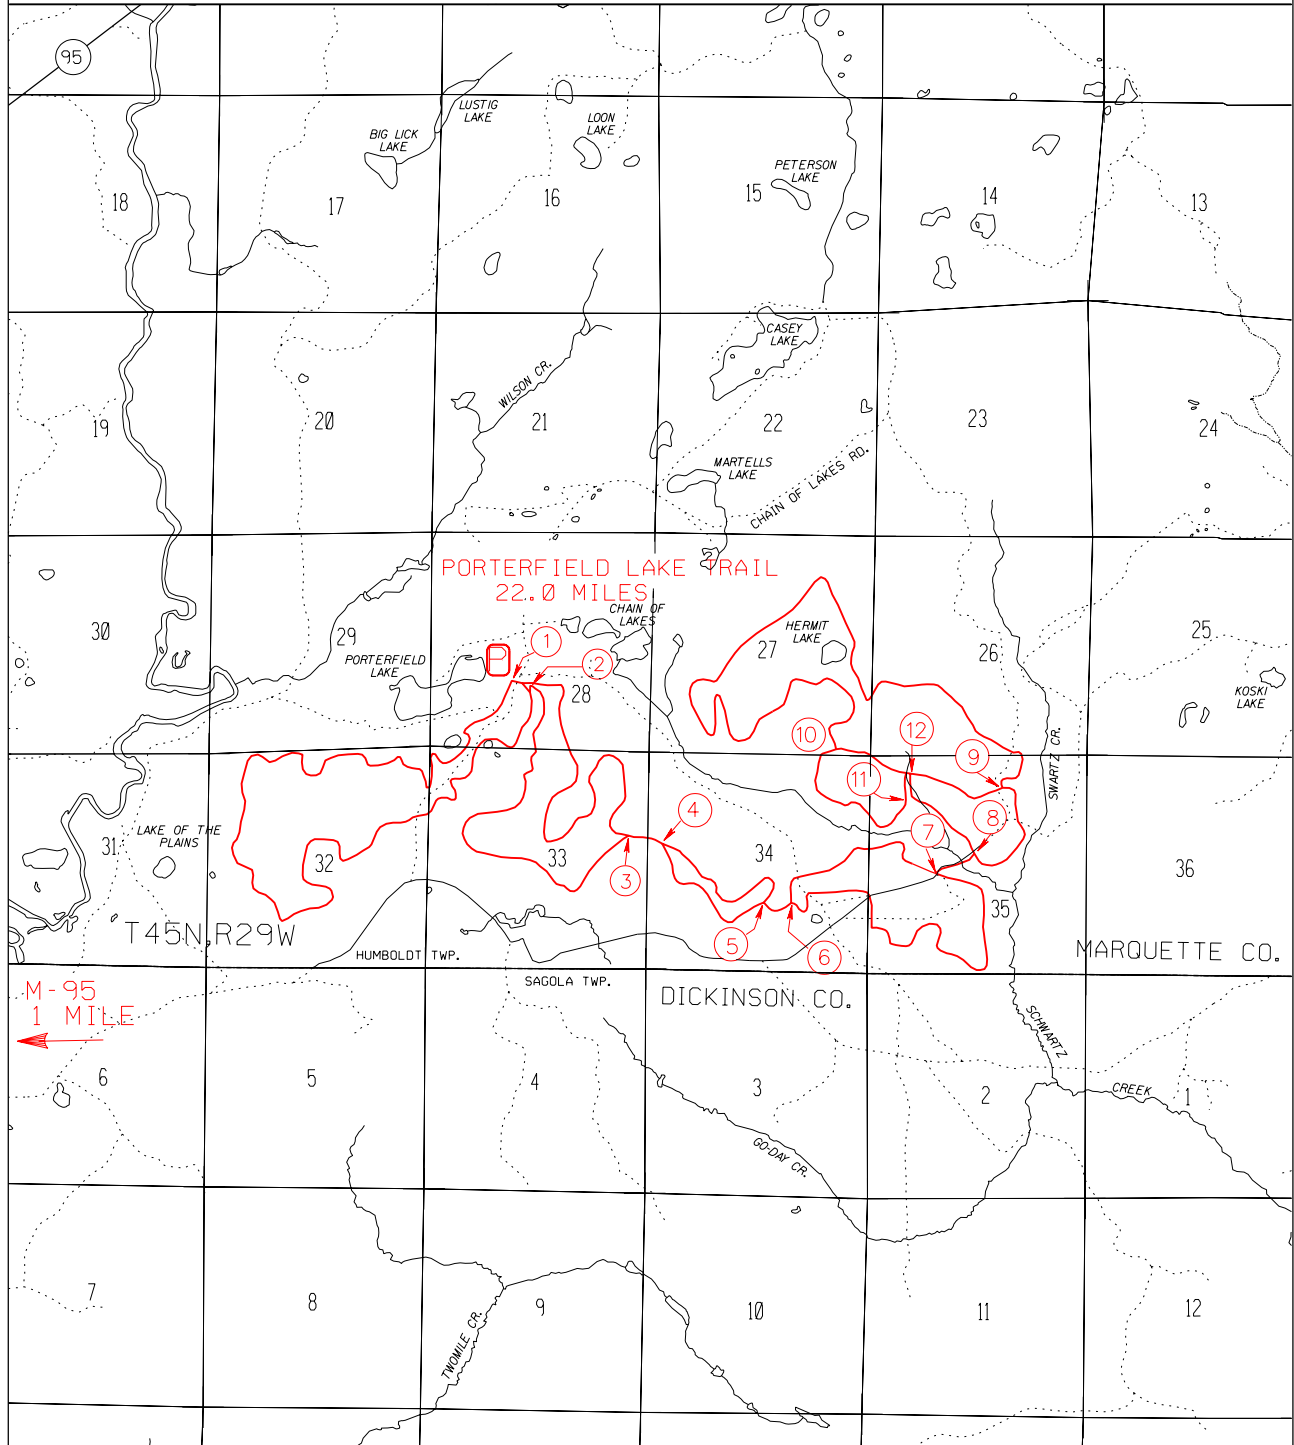 95
LUSTIG
LAKE
BIG LICK
LAKE
LOON
LAKE
PETERSON
LAKE
18
17
16
15
14
13
CASEY
LAKE
WILSON CR.
19
20
21
22
23
24
MARTELLS
LAKE
CHAIN OF LAKES RD.
PORTERFIELD LAKE TRAIL
22.0 MILES
CHAIN OF
LAKES
HERMIT
LAKE
30
29
28
27
26
25
PORTERFIELD
LAKE
P
1
2
KOSKI
LAKE
10
12
9
SWARTZ CR.
11
4
7
8
LAKE OF THE
PLAINS
31
32
33
34
35
36
3
5
6
T45N,R29W
HUMBOLDT TWP.
SAGOLA TWP.
MARQUETTE CO.
DICKINSON CO.
M-95
1 MILE
SCHWARTZ
CREEK
6
5
4
3
2
1
GO-DAY CR.
7
8
9
10
11
12
TWOMILE CR.